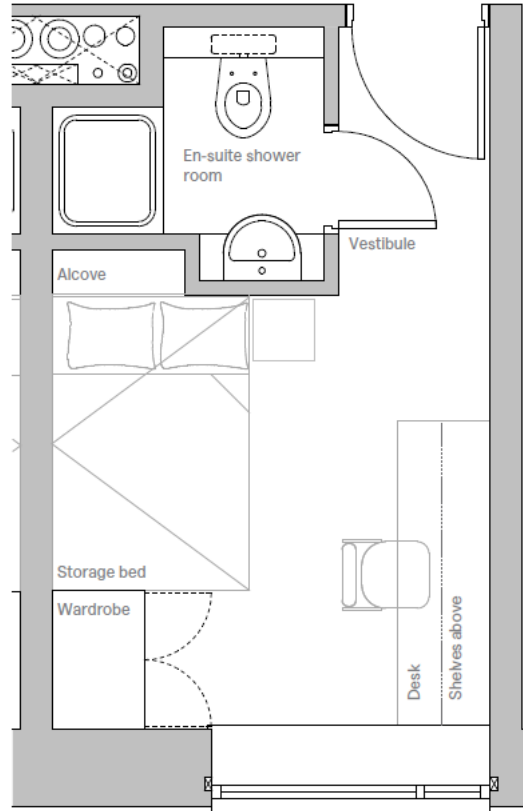 En-suite shower
room
Vestibule
Alcove
Storage bed
Wardrobe
Desk
Shelves above